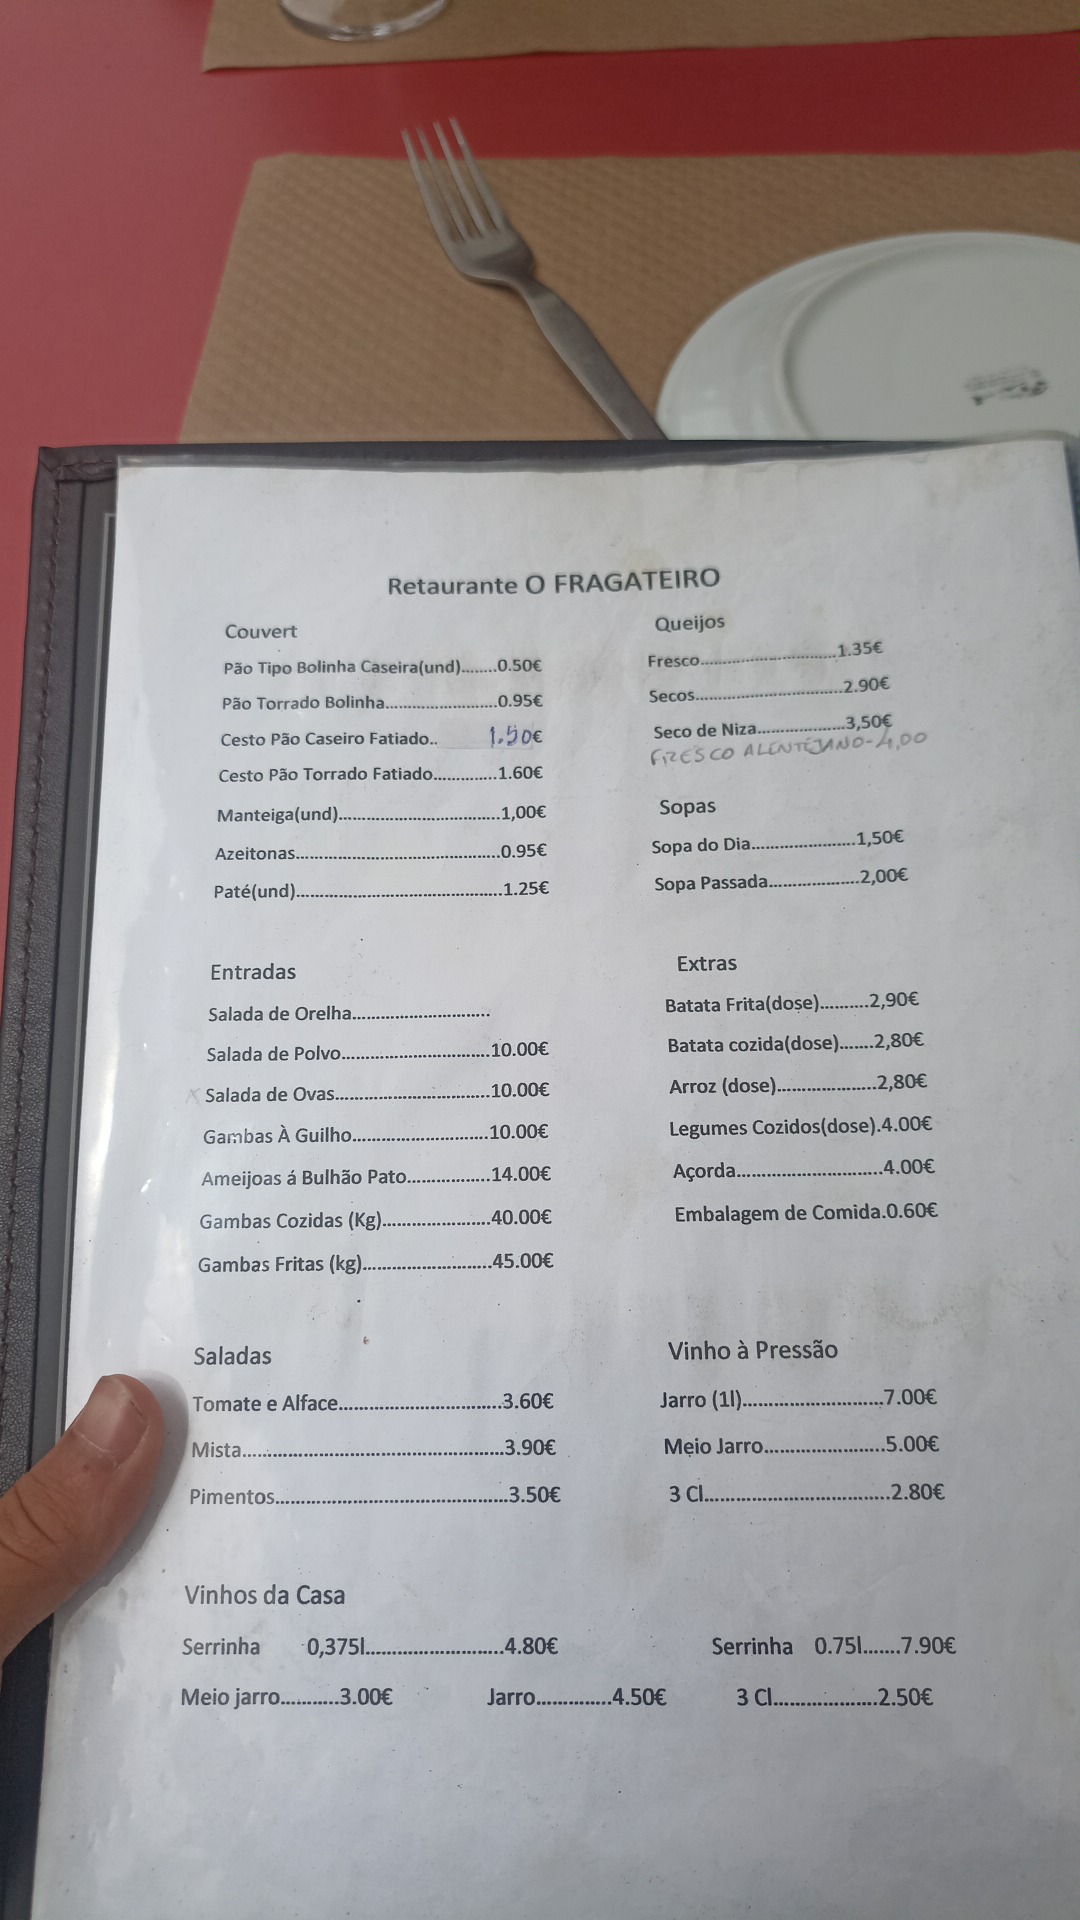 Retaurante O FRAGATEIRO
Couvert
Pão Tipo Bolinha Caseira(und)........0.50€
Pão Torrado Bolinha..........................0.95€
Cesto Pão Caseiro Fatiado.. 1.50€
Cesto Pão Torrado Fatiado.............1.60€
Manteiga(und)..................................1,00€
Azeitonas...........................................0.95€
Paté(und)...........................................1.25€
Queijos
Fresco.............................1.35€
Secos...............................2.90€
Seco de Niza...................3,50€
FRESCO ALENTEJANO-4,00
Sopas
Sopa do Dia......................1,50€
Sopa Passada...................2,00€
Entradas
Salada de Orelha.............................
Salada de Polvo...............................10.00€
Salada de Ovas.................................10.00€
Gambas À Guilho.............................10.00€
Ameijoas á Bulhão Pato.................14.00€
Gambas Cozidas (Kg).......................40.00€
Gambas Fritas (kg)...........................45.00€
Extras
Batata Frita(dose)..........2,90€
Batata cozida(dose).......2,80€
Arroz (dose).....................2,80€
Legumes Cozidos(dose).4.00€
Açorda...............................4.00€
Embalagem de Comida.0.60€
Saladas
Tomate e Alface...............................3.60€
Mista..................................................3.90€
Pimentos............................................3.50€
Vinho à Pressão
Jarro (1l)...........................7.00€
Meio Jarro.......................5.00€
3 Cl...................................2.80€
Vinhos da Casa
Serrinha 0,375l..........................4.80€ Serrinha 0.75l.......7.90€
Meio jarro...........3.00€ Jarro.............4.50€ 3 Cl...................2.50€